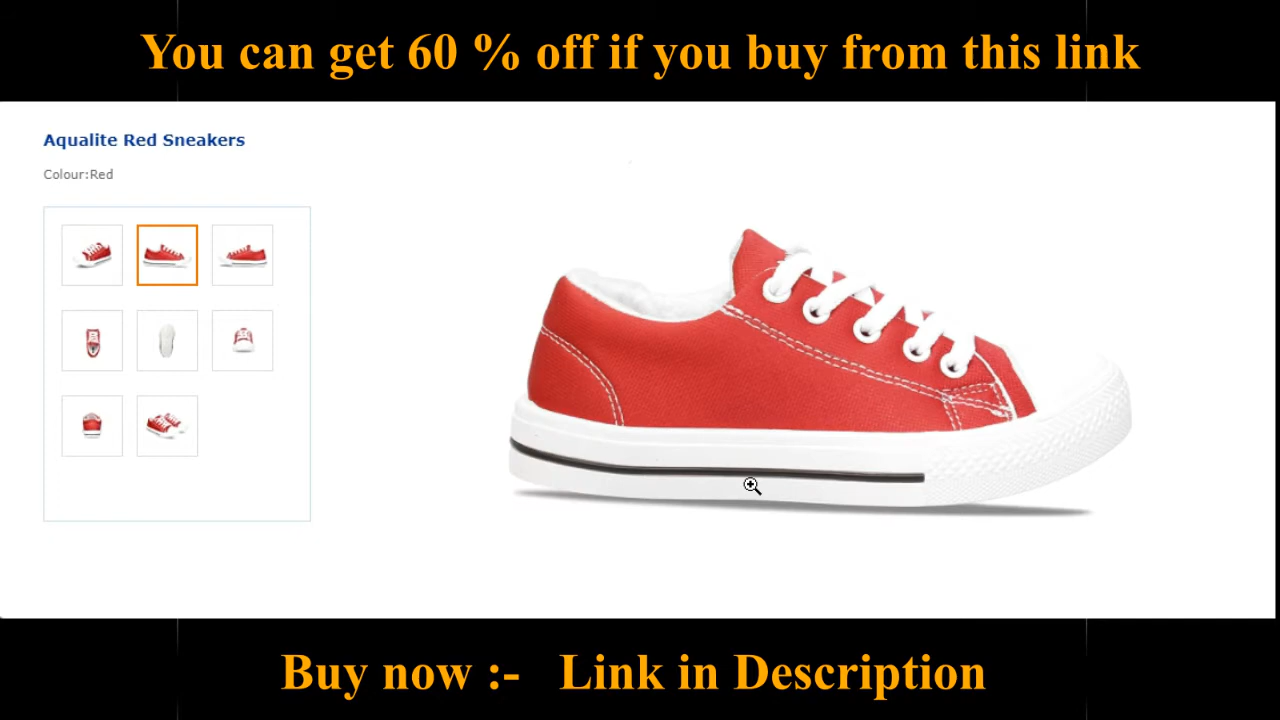 You can get 60 % off if you buy from this link
Aqualite Red Sneakers
Colour:Red
Buy now :- Link in Description